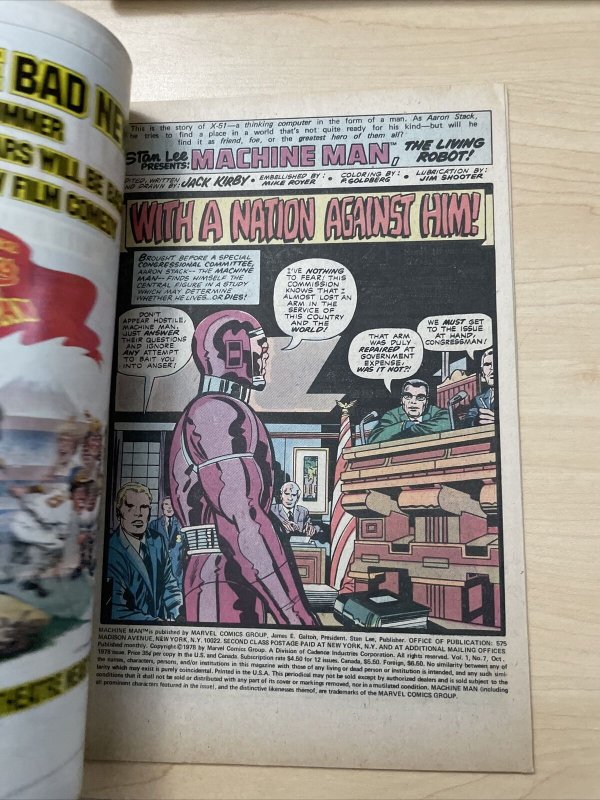 BAD NE
MMER
ARS WILL BE BA
FILM COMEDY
This is the story of X-51—a thinking computer in the form of a man. As Aaron Stack,
he tries to find a place in a world that's not quite ready for his kind—but will he
find it as friend, foe, or the greatest hero of them all?
Stan Lee
PRESENTS:
MACHINE MAN,™
THE LIVING
ROBOT!
EDITED, WRITTEN
AND DRAWN BY: JACK KIRBY
• EMBELLISHED BY:
MIKE ROYER
• COLORING BY:
P. GOLDBERG
• LUBRICATION BY:
JIM SHOOTER
WITH A NATION AGAINST HIM!
BROUGHT BEFORE A SPECIAL
CONGRESSIONAL COMMITTEE,
AARON STACK--THE MACHINE
MAN--FINDS HIMSELF THE
CENTRAL FIGURE IN A STUDY
WHICH MAY DETERMINE
WHETHER HE LIVES..OR DIES!
I'VE NOTHING
TO FEAR! THIS
COMMISSION
KNOWS THAT I
ALMOST LOST AN
ARM IN THE
SERVICE OF
THIS COUNTRY
AND THE
WORLD!
DON'T
APPEAR HOSTILE,
MACHINE MAN,
JUST ANSWER
THEIR QUESTIONS
AND IGNORE
ANY ATTEMPT
TO BAIT YOU
INTO ANGER!
THAT ARM
WAS DULY
REPAIRED AT
GOVERNMENT
EXPENSE,
WAS IT NOT?!
WE MUST GET
TO THE ISSUE
AT HAND,
CONGRESSMAN!
MACHINE MAN™ is published by MARVEL COMICS GROUP, James E. Galton, President. Stan Lee, Publisher. OFFICE OF PUBLICATION: 575
MADISON AVENUE, NEW YORK, N.Y. 10022. SECOND CLASS POSTAGE PAID AT NEW YORK, N.Y. AND AT ADDITIONAL MAILING OFFICES
Published monthly. Copyright ©1978 by Marvel Comics Group, A Division of Cadence Industries Corporation. All rights reserved. Vol. 1, No. 7, Oct.,
1978 issue. Price 35¢ per copy in the U.S. and Canada. Subscription rate $4.50 for 12 issues. Canada, $5.50. Foreign, $6.50. No similarity between any of
the names, characters, persons, and/or institutions in this magazine with those of any living or dead person or institution is intended, and any such simi-
larity which may exist is purely coincidental. Printed in the U.S.A. This periodical may not be sold except by authorized dealers and is sold subject to the
conditions that it shall not be sold or distributed with any part of its cover or markings removed, nor in a mutilated condition. MACHINE MAN (including
all prominent characters featured in the issue), and the distinctive likenesses thereof, are trademarks of the MARVEL COMICS GROUP.